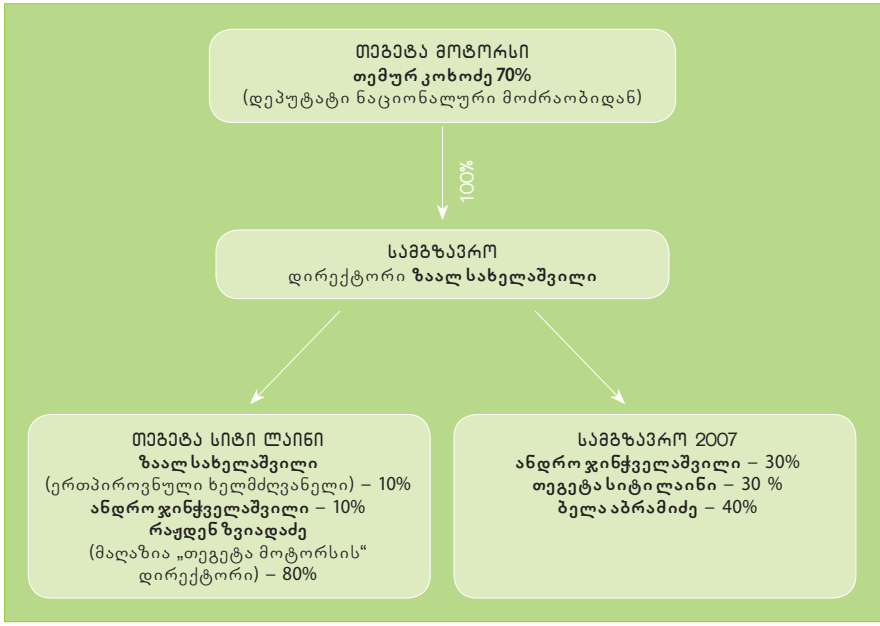 თეგეტა მოტორსი
თემურ კოხოძე 70%
(დეპუტატი ნაციონალური მოძრაობიდან)
100%
სამგზავრო
დირექტორი ზაალ სახელაშვილი
თეგეტა სიტი ლაინი
ზაალ სახელაშვილი
(ერთპიროვნული ხელმძღვანელი) – 10%
ანდრო ჯინჭველაშვილი – 10%
რაჟდენ ზვიადაძე
(მაღაზია „თეგეტა მოტორსის“
დირექტორი) – 80%
სამგზავრო 2007
ანდრო ჯინჭველაშვილი – 30%
თეგეტა სიტი ლაინი – 30 %
ბელა აბრამიძე – 40%